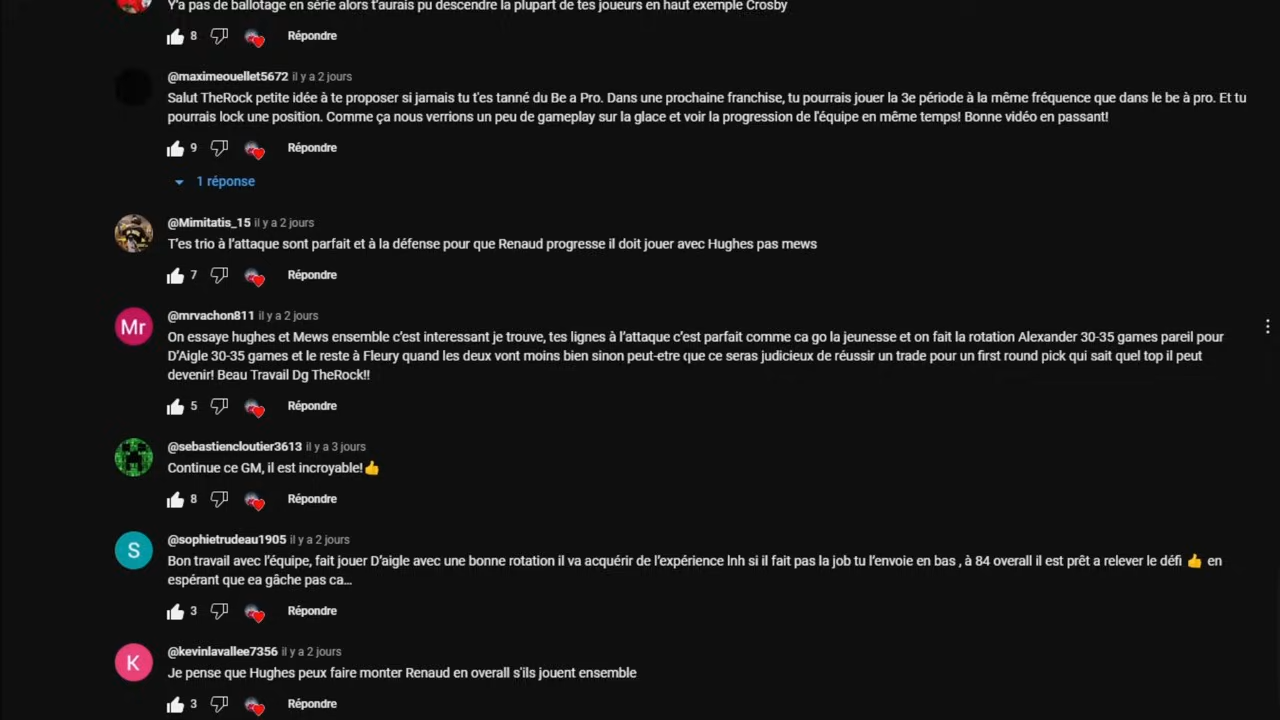 Y'a pas de ballotage en série alors t'aurais pu descendre la plupart de tes joueurs en haut exemple Crosby
8 Répondre
@maximeouellet5672 il y a 2 jours
Salut TheRock petite idée à te proposer si jamais tu t'es tanné du Be a Pro. Dans une prochaine franchise, tu pourrais jouer la 3e période à la même fréquence que dans le be à pro. Et tu
pourrais lock une position. Comme ça nous verrions un peu de gameplay sur la glace et voir la progression de l'équipe en même temps! Bonne vidéo en passant!
9 Répondre
1 réponse
@Mimitatis_15 il y a 2 jours
T'es trio à l'attaque sont parfait et à la défense pour que Renaud progresse il doit jouer avec Hughes pas mews
7 Répondre
Mr
@mrvachon811 il y a 2 jours
On essaye hughes et Mews ensemble c'est interessant je trouve, tes lignes à l'attaque c'est parfait comme ca go la jeunesse et on fait la rotation Alexander 30-35 games pareil pour
D'Aigle 30-35 games et le reste à Fleury quand les deux vont moins bien sinon peut-etre que ce seras judicieux de réussir un trade pour un first round pick qui sait quel top il peut
devenir! Beau Travail Dg TheRock!!
5 Répondre
@sebastiencloutier3613 il y a 3 jours
Continue ce GM, il est incroyable!👍
8 Répondre
S
@sophietrudeau1905 il y a 2 jours
Bon travail avec l'équipe, fait jouer D'aigle avec une bonne rotation il va acquérir de l'expérience lnh si il fait pas la job tu l'envoie en bas , à 84 overall il est prêt a relever le défi 👍 en
espérant que ea gâche pas ca…
3 Répondre
K
@kevinlavallee7356 il y a 2 jours
Je pense que Hughes peux faire monter Renaud en overall s'ils jouent ensemble
3 Répondre